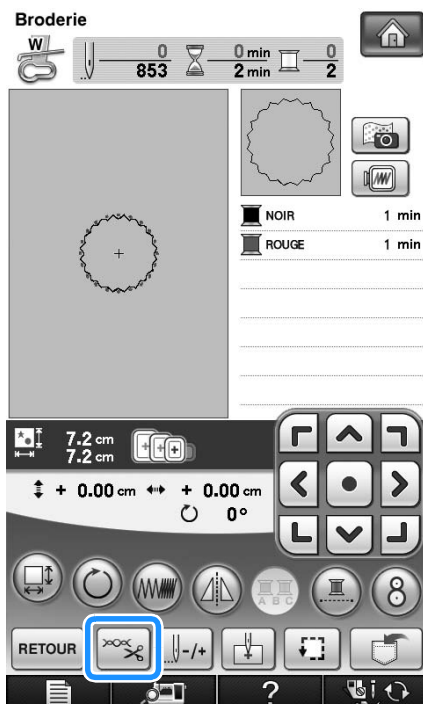 Broderie
W
0 0 min 0
853 2 min 2
NOIR 1 min
ROUGE 1 min
7.2 cm
7.2 cm
+ 0.00 cm + 0.00 cm
0°
A B C
8
RETOUR -/+
? i